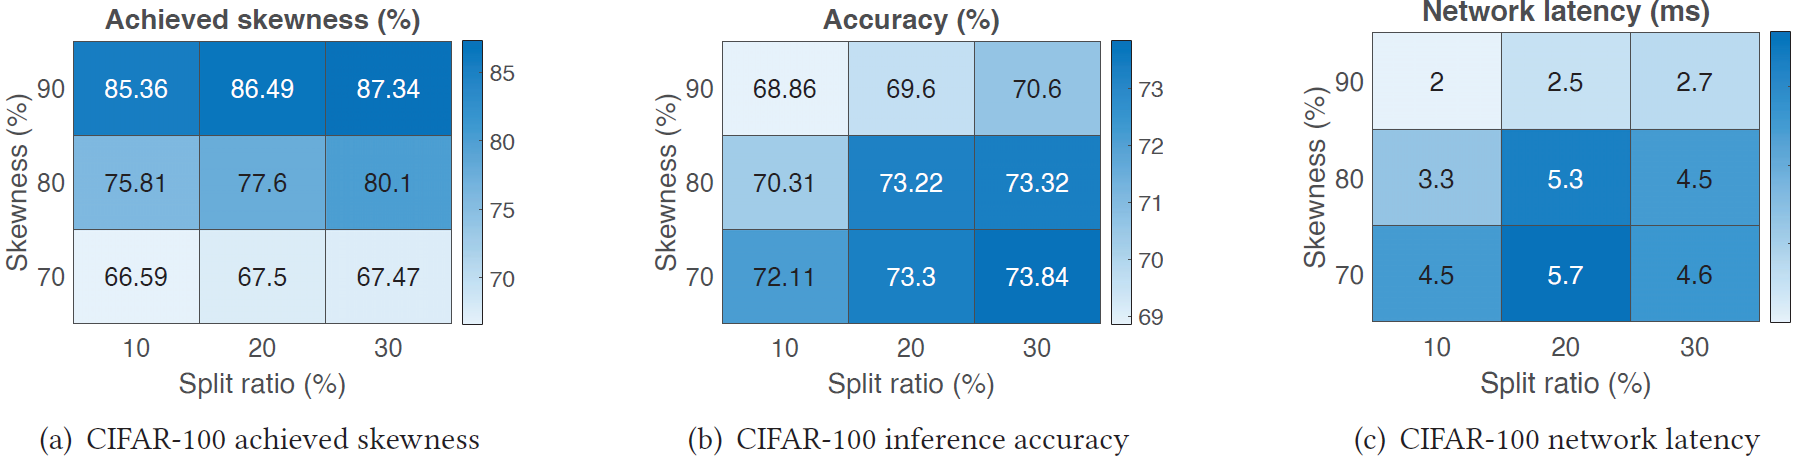 Achieved skewness (%)
Skewness (%)
90 85.36 86.49 87.34
80 75.81 77.6 80.1
70 66.59 67.5 67.47
10 20 30
Split ratio (%)
85
80
75
70
(a) CIFAR-100 achieved skewness
Accuracy (%)
Skewness (%)
90 68.86 69.6 70.6
80 70.31 73.22 73.32
70 72.11 73.3 73.84
10 20 30
Split ratio (%)
73
72
71
70
69
(b) CIFAR-100 inference accuracy
Network latency (ms)
Skewness (%)
90 2 2.5 2.7
80 3.3 5.3 4.5
70 4.5 5.7 4.6
10 20 30
Split ratio (%)
(c) CIFAR-100 network latency